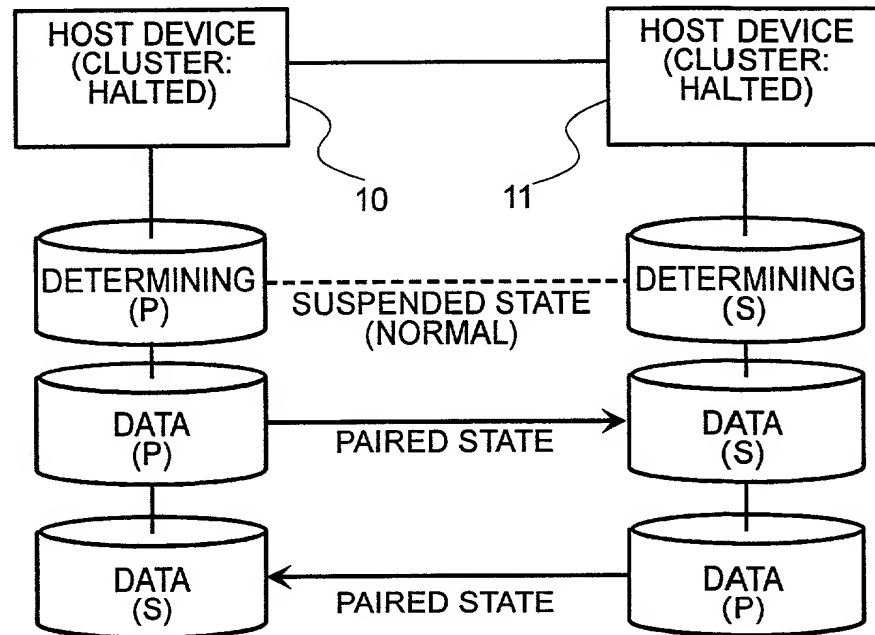 HOST DEVICE
(CLUSTER:
HALTED)
HOST DEVICE
(CLUSTER:
HALTED)
10
11
DETERMINING
(P)
SUSPENDED STATE
(NORMAL)
DETERMINING
(S)
DATA
(P)
PAIRED STATE
DATA
(S)
DATA
(S)
PAIRED STATE
DATA
(P)